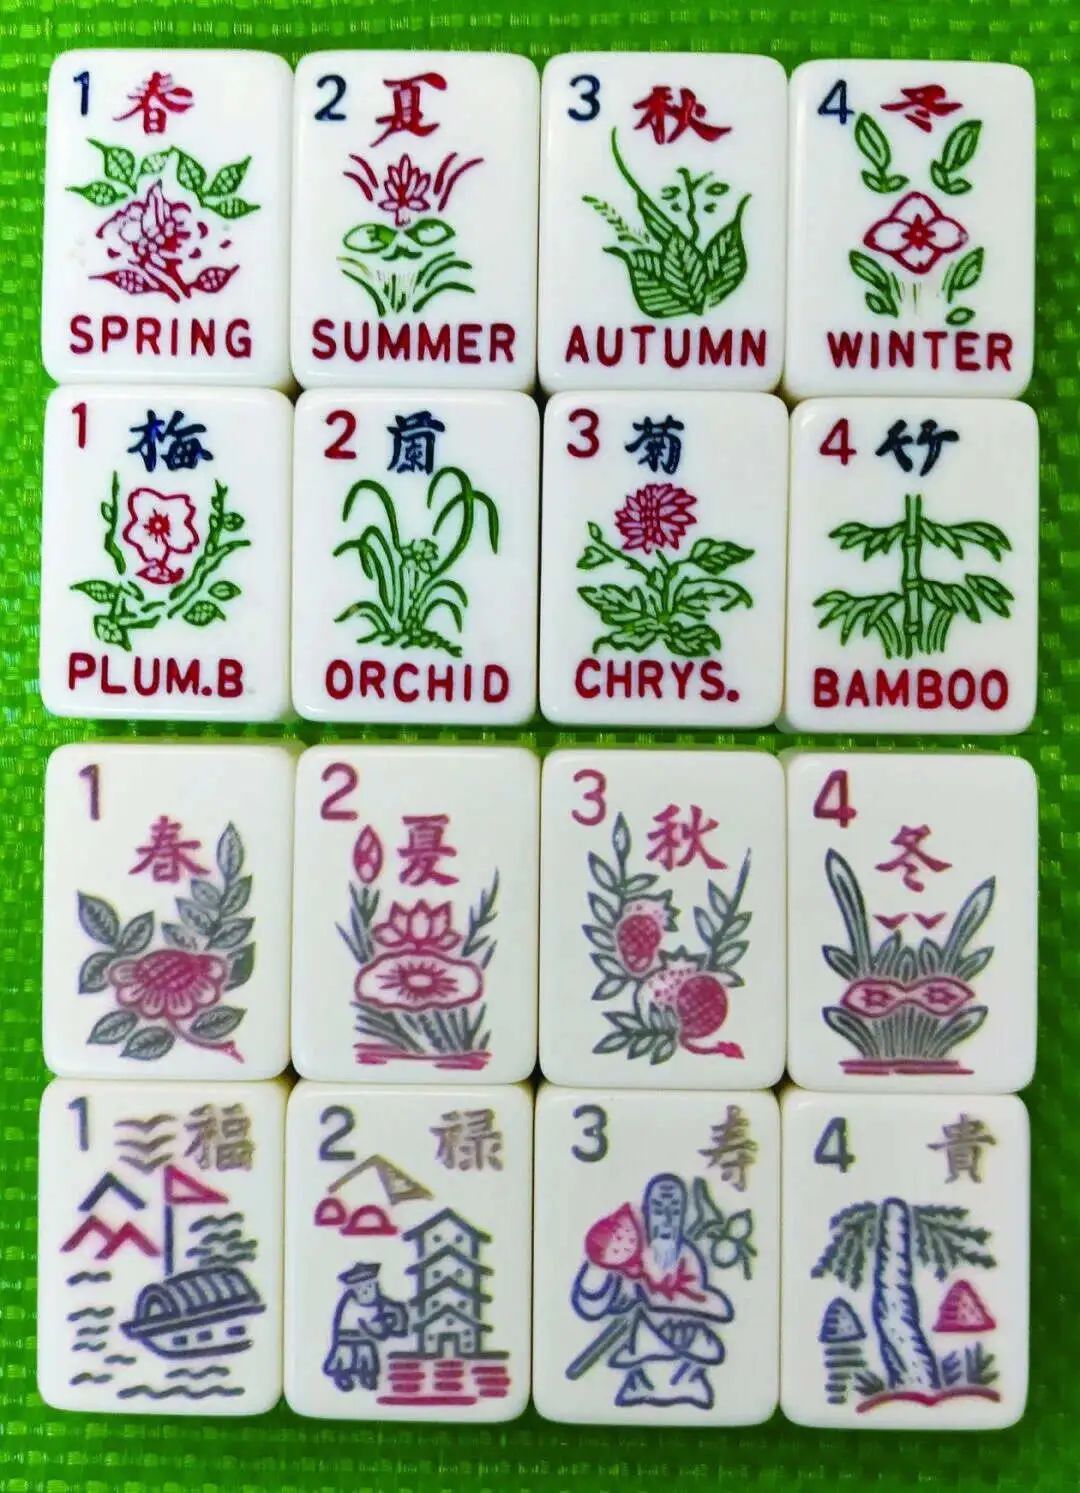 1 春
SPRING
2 夏
SUMMER
3 秋
AUTUMN
4 冬
WINTER
1 梅
PLUM.B
2 蘭
ORCHID
3 菊
CHRYS.
4 竹
BAMBOO
1
春
2
夏
3
秋
4
冬
1 福
2 禄
3 寿
4 貴